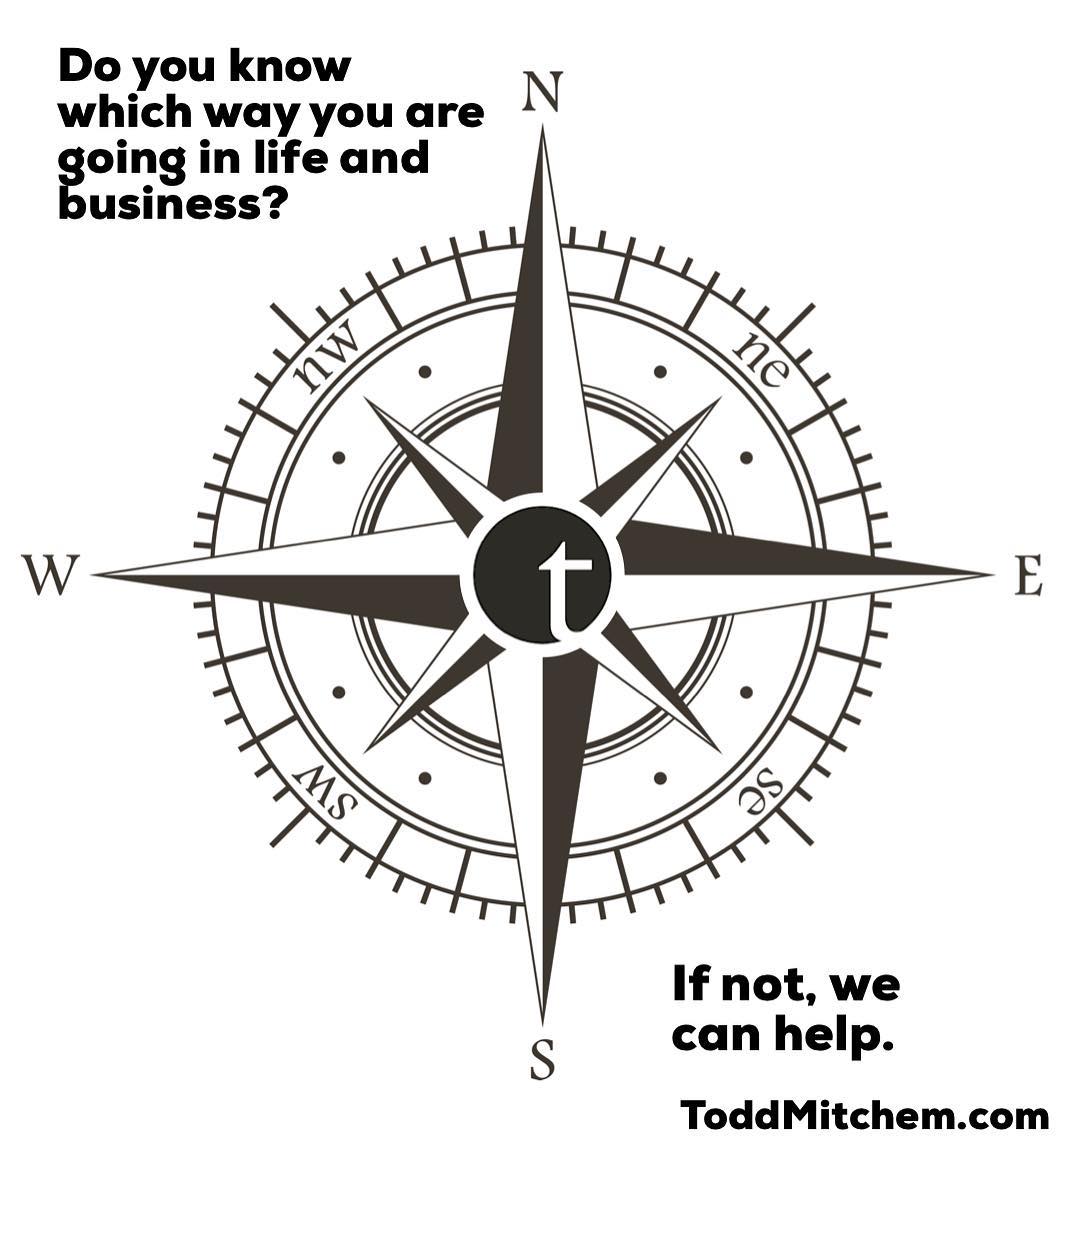 Do you know
which way you are
going in life and
business?
N
nw
ne
W
t
E
sw
se
S
If not, we
can help.
ToddMitchem.com